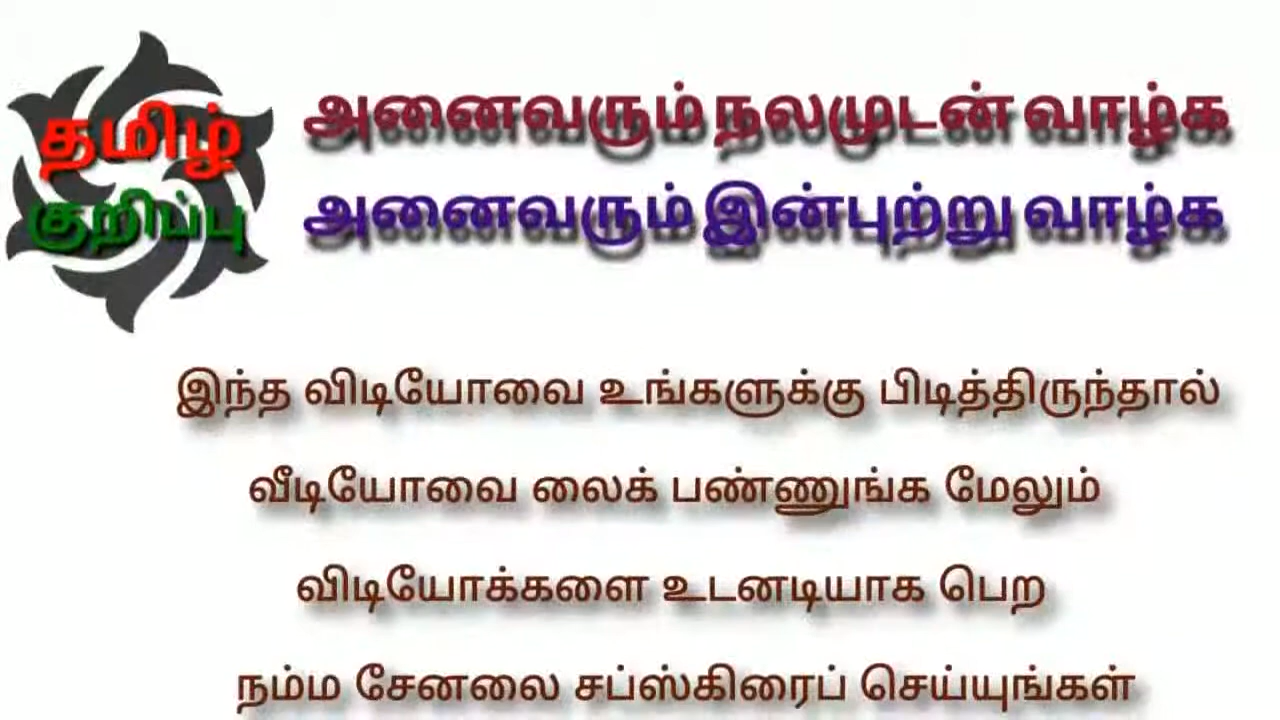 தமிழ்
குறிப்பு
அனைவரும் நலமுடன் வாழ்க
அனைவரும் இன்புற்று வாழ்க
இந்த விடியோவை உங்களுக்கு பிடித்திருந்தால்
வீடியோவை லைக் பண்ணுங்க மேலும்
விடியோக்களை உடனடியாக பெற
நம்ம சேனலை சப்ஸ்கிரைப் செய்யுங்கள்